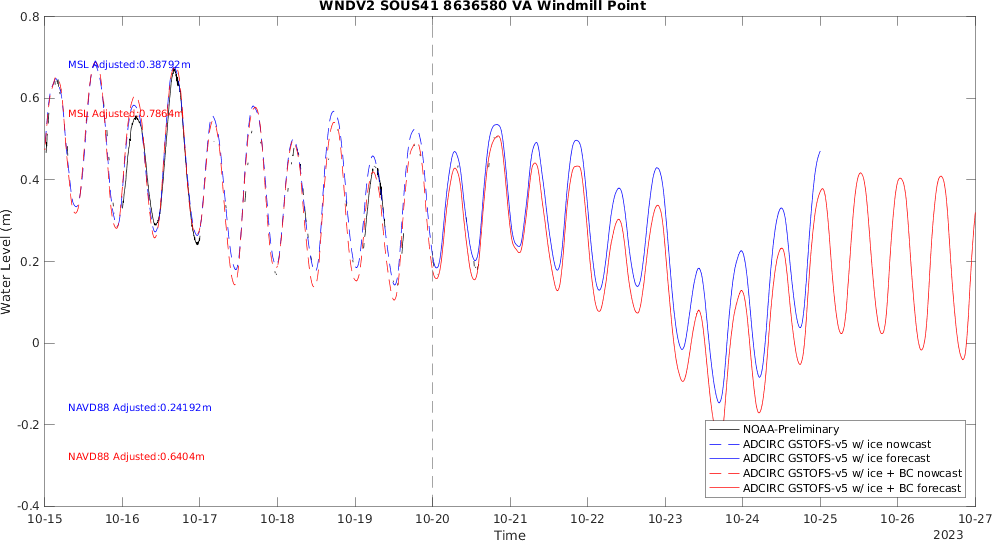 WNDV2 SOUS41 8636580 VA Windmill Point
0.8
0.6
0.4
0.2
0
-0.2
-0.4
Water Level (m)
MSL Adjusted:0.38792m
MSL Adjusted:0.7864m
NAVD88 Adjusted:0.24192m
NAVD88 Adjusted:0.6404m
NOAA-Preliminary
ADCIRC GSTOFS-v5 w/ ice nowcast
ADCIRC GSTOFS-v5 w/ ice forecast
ADCIRC GSTOFS-v5 w/ ice + BC nowcast
ADCIRC GSTOFS-v5 w/ ice + BC forecast
10-15 10-16 10-17 10-18 10-19 10-20 10-21 10-22 10-23 10-24 10-25 10-26 10-27
Time
2023